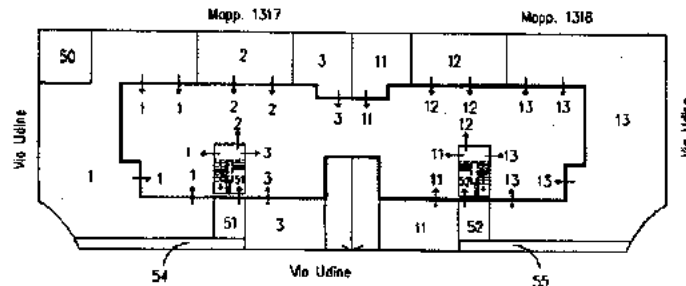 Mapp. 1317 Mapp. 1318
50 2 3 11 12
1 1 2 2 3 11 12 12 13 13
2 12
Via Udine 1 3 11 13 13 Via Udine
1 1 1 51 3 11 52 13 13
51 3 11 52
54 Via Udine 55